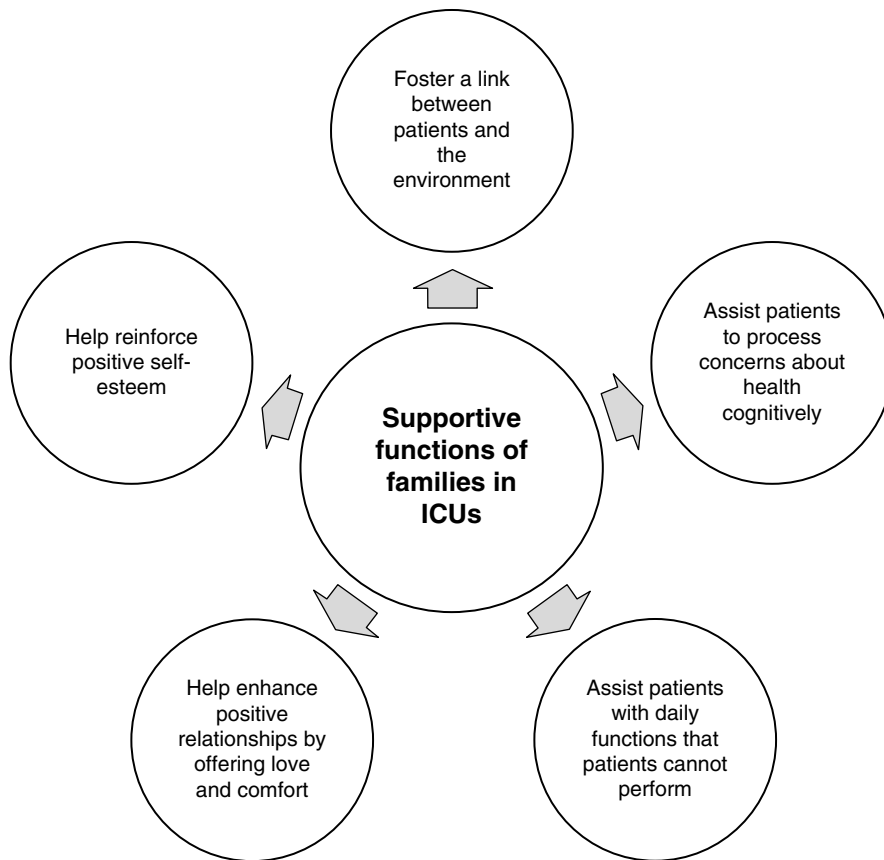 Foster a link
between
patients and
the
environment
Help reinforce
positive self-
esteem
Assist patients
to process
concerns about
health
cognitively
Supportive
functions of
families in
ICUs
Help enhance
positive
relationships by
offering love
and comfort
Assist patients
with daily
functions that
patients cannot
perform